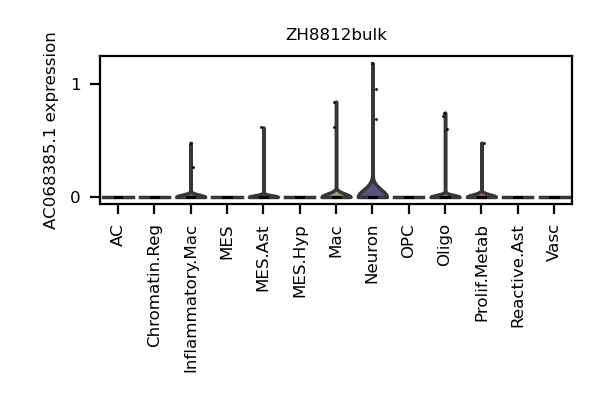 ZH8812bulk
AC068385.1 expression
1
0
AC
Chromatin.Reg
Inflammatory.Mac
MES
MES.Ast
MES.Hyp
Mac
Neuron
OPC
Oligo
Prolif.Metab
Reactive.Ast
Vasc